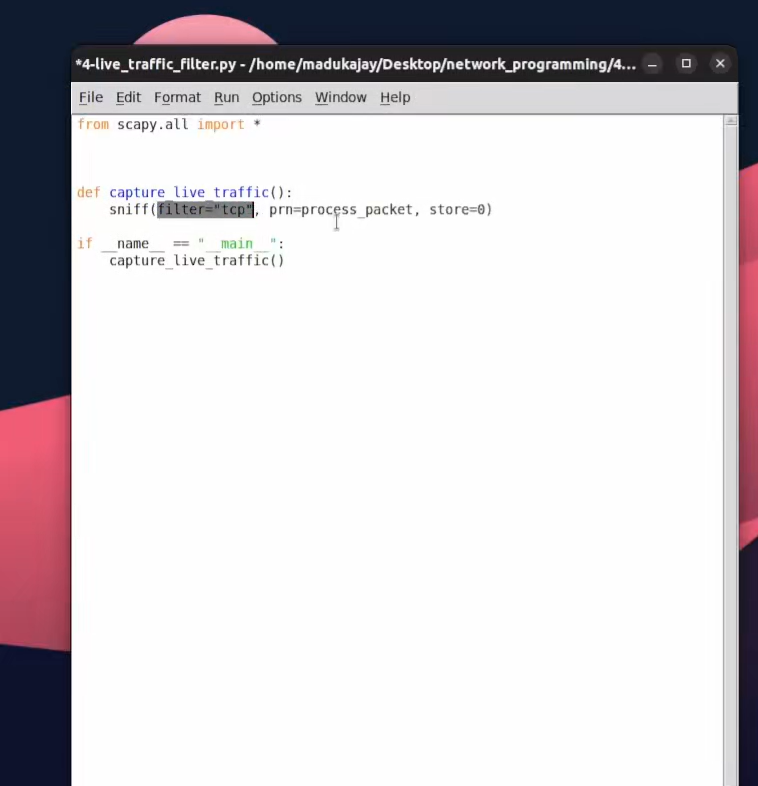 *4-live_traffic_filter.py - /home/madukajay/Desktop/network_programming/4...
File Edit Format Run Options Window Help
from scapy.all import *
def capture_live_traffic():
    sniff(filter="tcp", prn=process_packet, store=0)
if __name__ == "__main__":
    capture_live_traffic()